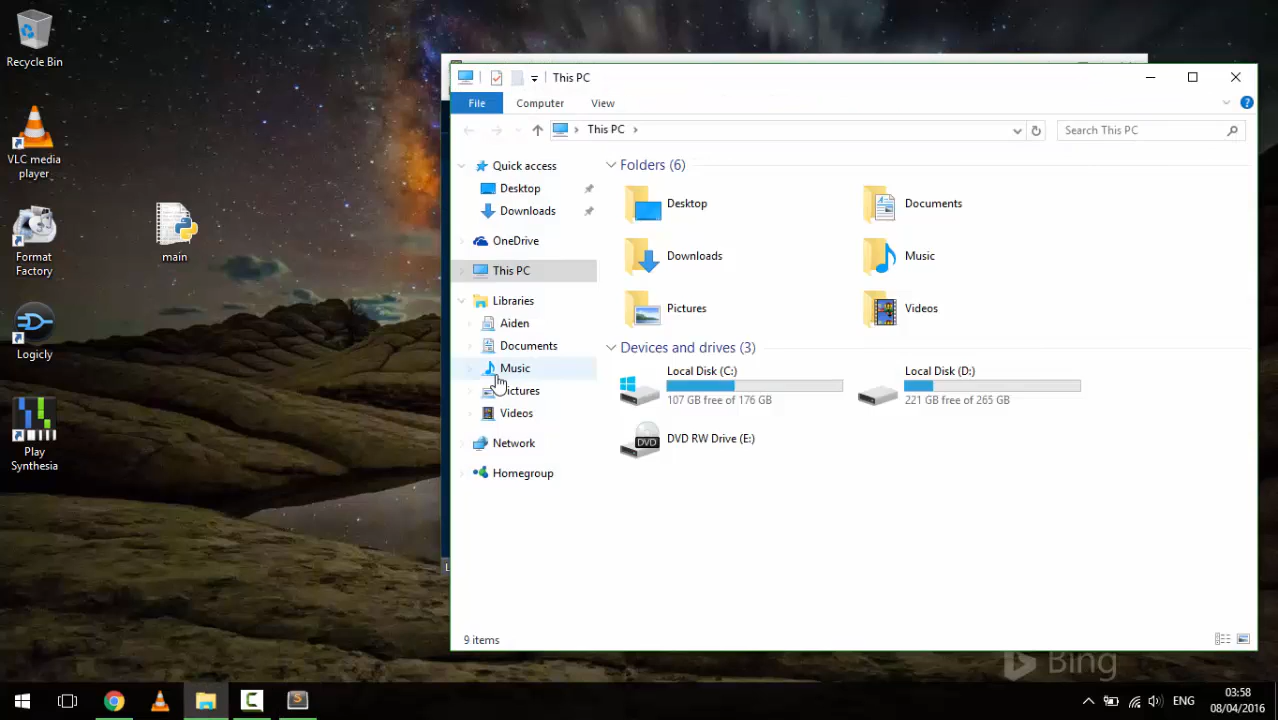 Recycle Bin
VLC media
player
Format
Factory
Logicly
Play
Synthesia
main
This PC
File
Computer
View
This PC
Search This PC
Quick access
Desktop
Downloads
OneDrive
This PC
Libraries
Aiden
Documents
Music
Pictures
Videos
Network
Homegroup
Folders (6)
Desktop
Documents
Downloads
Music
Pictures
Videos
Devices and drives (3)
Local Disk (C:)
107 GB free of 176 GB
Local Disk (D:)
221 GB free of 265 GB
DVD
DVD RW Drive (E:)
9 items
Bing
ENG
03:58
08/04/2016